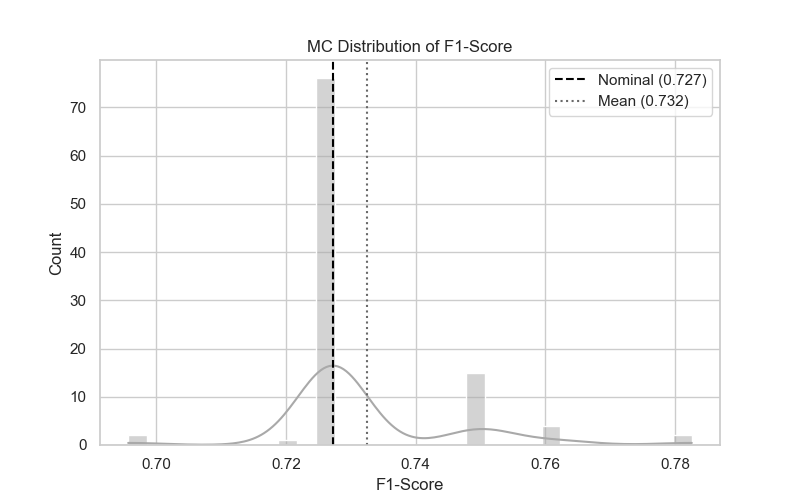 MC Distribution of F1-Score
Nominal (0.727)
Mean (0.732)
Count
70
60
50
40
30
20
10
0
0.70 0.72 0.74 0.76 0.78
F1-Score